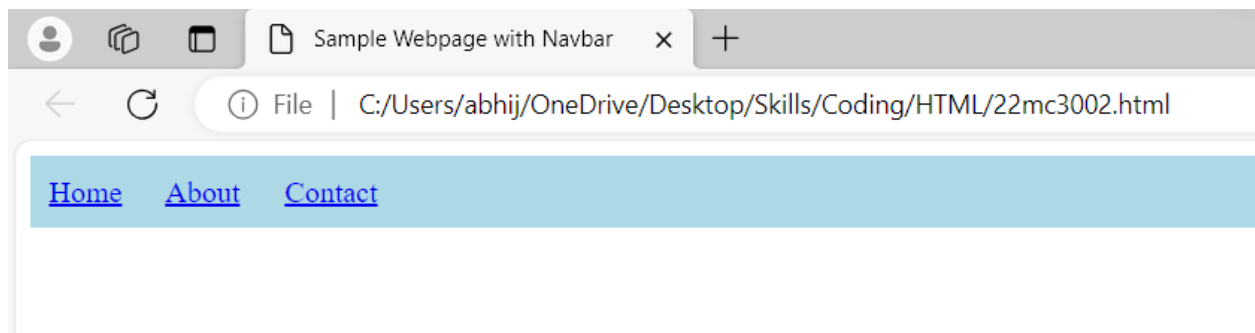 Sample Webpage with Navbar
File | C:/Users/abhij/OneDrive/Desktop/Skills/Coding/HTML/22mc3002.html
Home About Contact